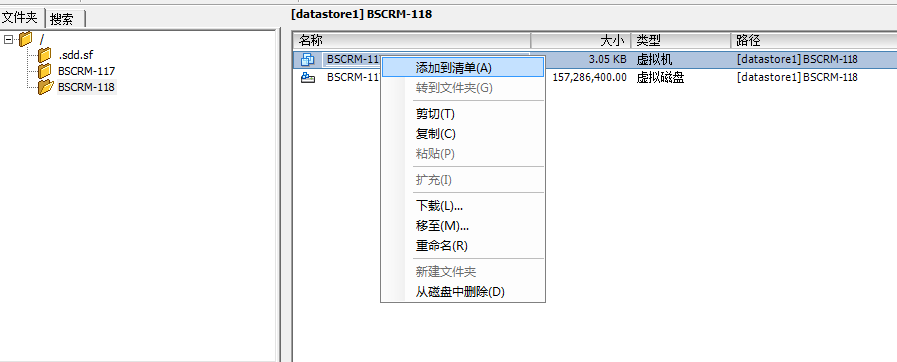 文件夹 搜索
[datastore1] BSCRM-118
/
.sdd.sf
BSCRM-117
BSCRM-118
名称 大小 类型 路径
BSCRM-11 3.05 KB 虚拟机 [datastore1] BSCRM-118
BSCRM-11 157,286,400.00 虚拟磁盘 [datastore1] BSCRM-118
添加到清单(A)
转到文件夹(G)
剪切(T)
复制(C)
粘贴(P)
扩充(I)
下载(L)...
移至(M)...
重命名(R)
新建文件夹
从磁盘中删除(D)